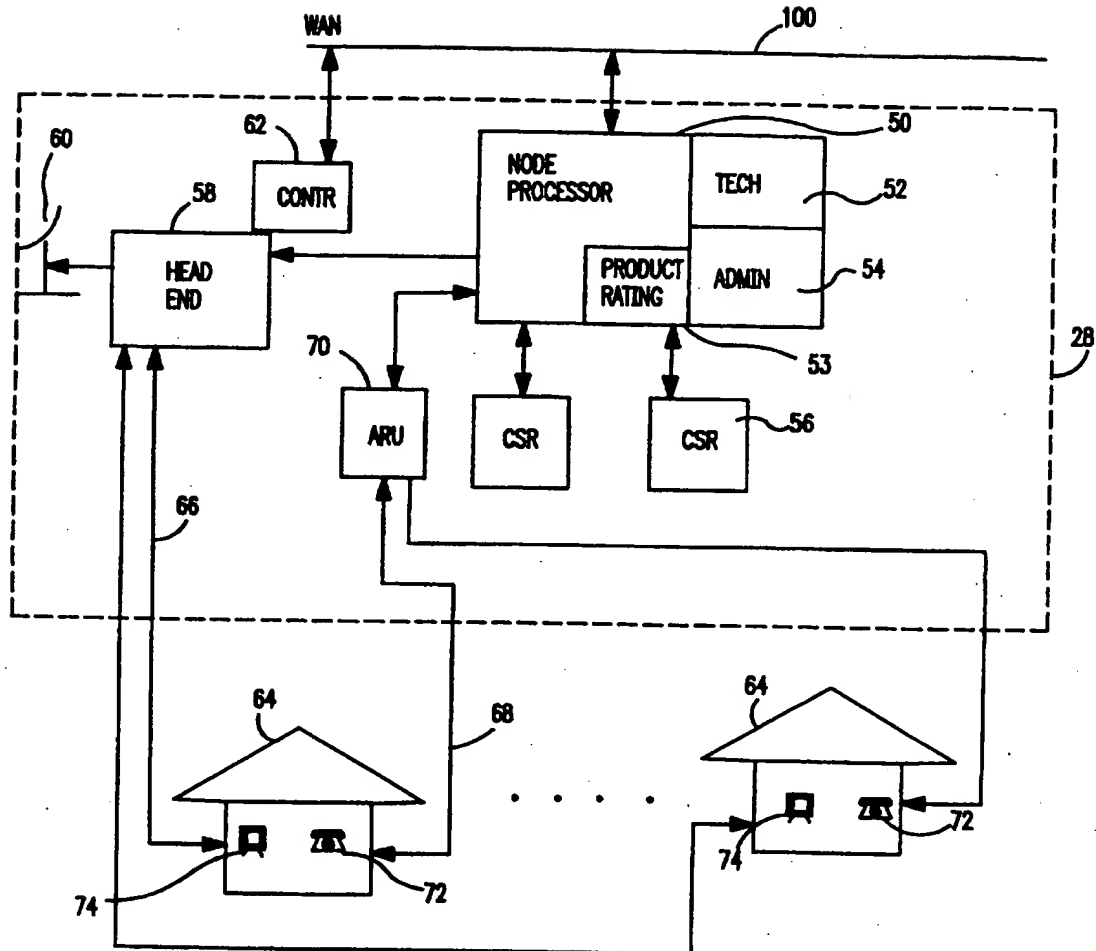 WAN
100
60
62
50
58
CONTR
NODE
PROCESSOR
TECH
52
HEAD
END
PRODUCT
RATING
ADMIN
54
70
53
28
ARU
CSR
CSR
56
66
64
68
64
74
72
74
72